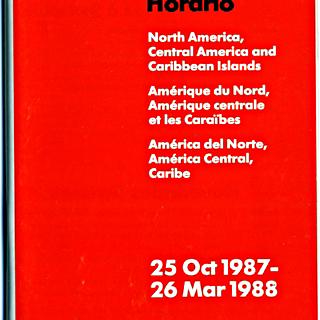 Horario
North America,
Central America and
Caribbean Islands
Amérique du Nord,
Amérique centrale
et les Caraïbes
América del Norte,
América Central,
Caribe
25 Oct 1987-
26 Mar 1988